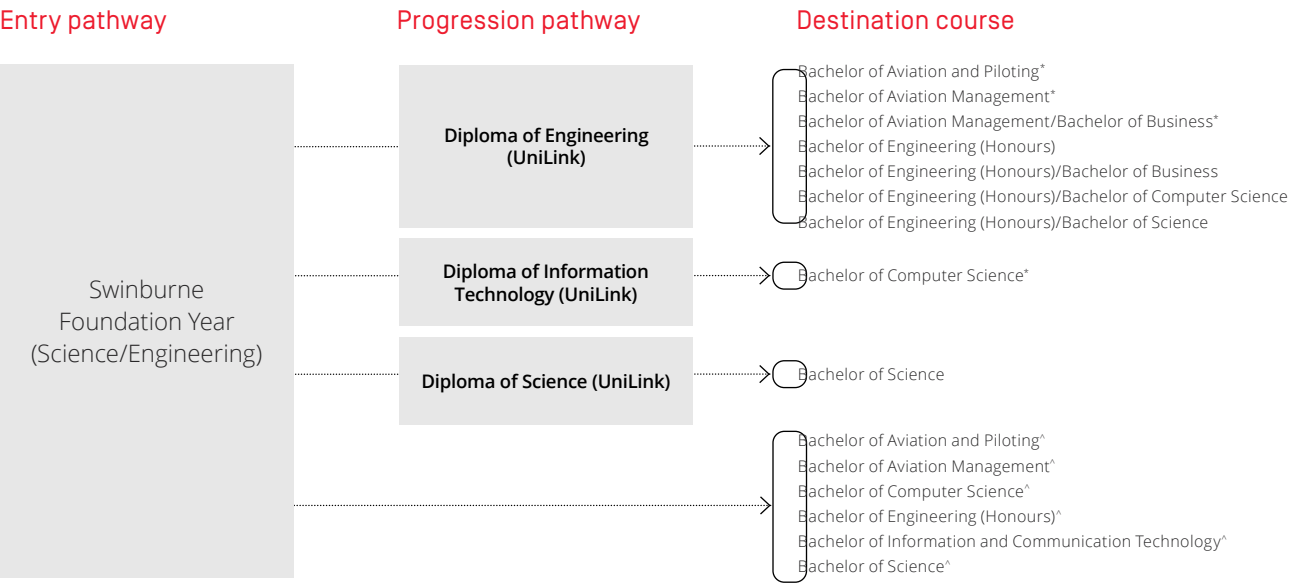 Entry pathway
Progression pathway
Destination course
Swinburne
Foundation Year
(Science/Engineering)
Diploma of Engineering
(UniLink)
Bachelor of Aviation and Piloting*
Bachelor of Aviation Management*
Bachelor of Aviation Management/Bachelor of Business*
Bachelor of Engineering (Honours)
Bachelor of Engineering (Honours)/Bachelor of Business
Bachelor of Engineering (Honours)/Bachelor of Computer Science
Bachelor of Engineering (Honours)/Bachelor of Science
Diploma of Information
Technology (UniLink)
Bachelor of Computer Science*
Diploma of Science (UniLink)
Bachelor of Science
Bachelor of Aviation and Piloting^
Bachelor of Aviation Management^
Bachelor of Computer Science^
Bachelor of Engineering (Honours)^
Bachelor of Information and Communication Technology^
Bachelor of Science^